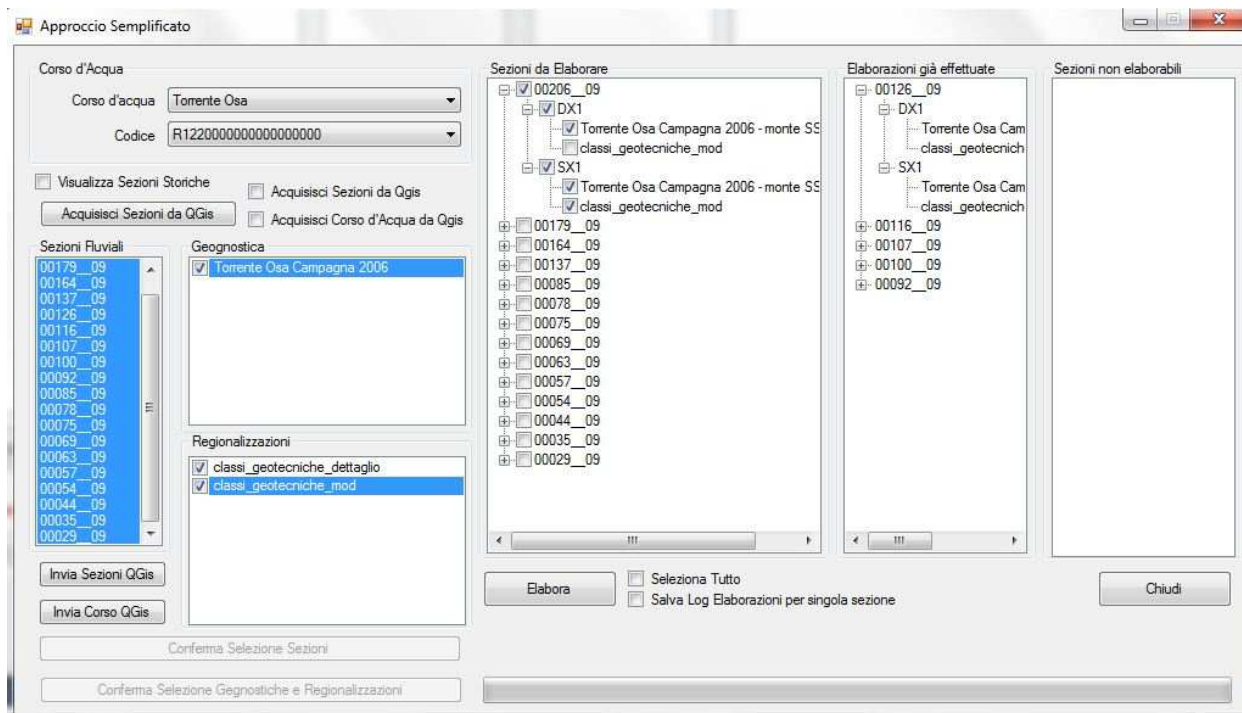 Approccio Semplificato
Corso d'Acqua
Corso d'acqua Torrente Osa
Codice R1220000000000000000
Visualizza Sezioni Storiche
Acquisisci Sezioni da Qgis
Acquisisci Sezioni da QGis
Acquisisci Corso d'Acqua da Qgis
Sezioni Fluviali
00179__09
00164__09
00137__09
00126__09
00116__09
00107__09
00100__09
00092__09
00085__09
00078__09
00075__09
00069__09
00063__09
00057__09
00054__09
00044__09
00035__09
00029__09
Geognostica
Torrente Osa Campagna 2006
Regionalizzazioni
classi_geotecniche_dettaglio
classi_geotecniche_mod
Invia Sezioni QGis
Invia Corso QGis
Conferma Selezione Sezioni
Conferma Selezione Gegnostiche e Regionalizzazioni
Sezioni da Elaborare
00206__09
DX1
Torrente Osa Campagna 2006 - monte SS
classi_geotecniche_mod
SX1
Torrente Osa Campagna 2006 - monte SS
classi_geotecniche_mod
00179__09
00164__09
00137__09
00085__09
00078__09
00075__09
00069__09
00063__09
00057__09
00054__09
00044__09
00035__09
00029__09
Elaborazioni già effettuate
00126__09
DX1
Torrente Osa Cam
classi_geotecnich
SX1
Torrente Osa Cam
classi_geotecnich
00116__09
00107__09
00100__09
00092__09
Sezioni non elaborabili
Elabora
Seleziona Tutto
Salva Log Elaborazioni per singola sezione
Chiudi